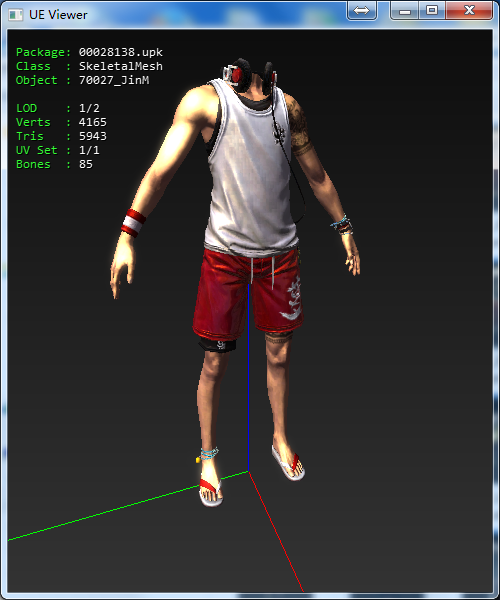 UE Viewer
Package: 00028138.upk
Class : SkeletalMesh
Object : 70027_JinM
LOD : 1/2
Verts : 4165
Tris : 5943
UV Set : 1/1
Bones : 85